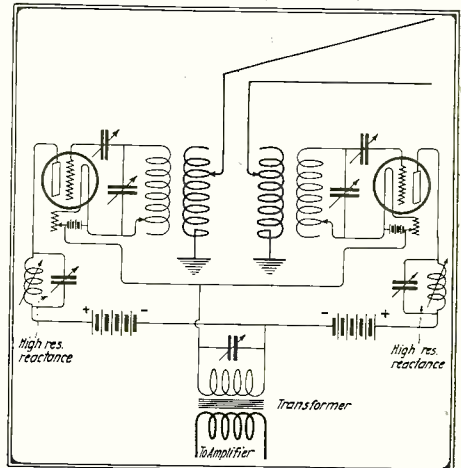 + -
- +
High res.
reactance
High res.
reactance
Transformer
To Amplifier